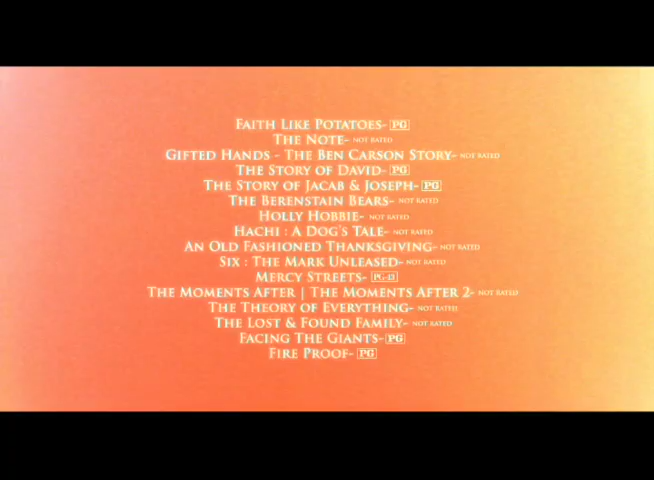 Faith Like Potatoes- PG
The Note- Not Rated
Gifted Hands - The Ben Carson Story- Not Rated
The Story of David- PG
The Story of Jacab & Joseph- PG
The Berenstain Bears- Not Rated
Holly Hobbie- Not Rated
Hachi : A Dog's Tale- Not Rated
An Old Fashioned Thanksgiving- Not Rated
Six : The Mark Unleased- Not Rated
Mercy Streets- PG-13
The Moments After | The Moments After 2- Not Rated
The Theory of Everything- Not Rated
The Lost & Found Family- Not Rated
Facing The Giants- PG
Fire Proof- PG